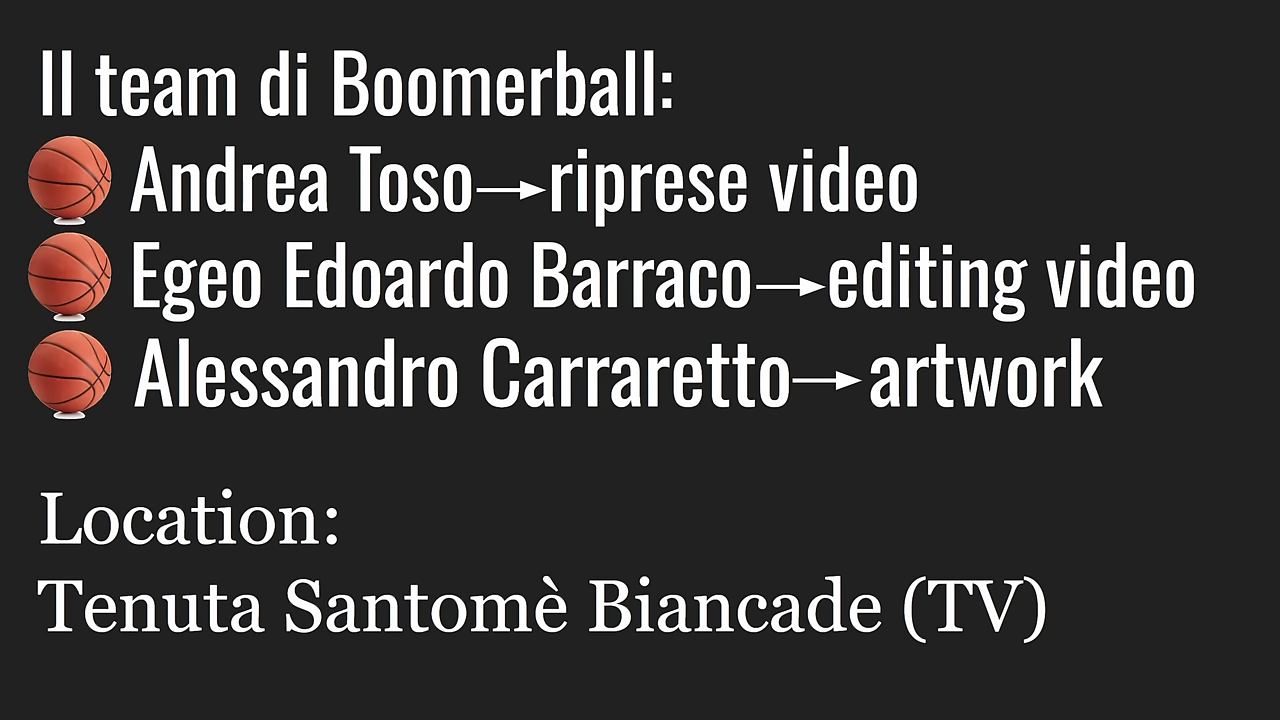 Il team di Boomerball:
Andrea Toso→riprese video
Egeo Edoardo Barraco→editing video
Alessandro Carraretto→artwork
Location:
Tenuta Santomè Biancade (TV)